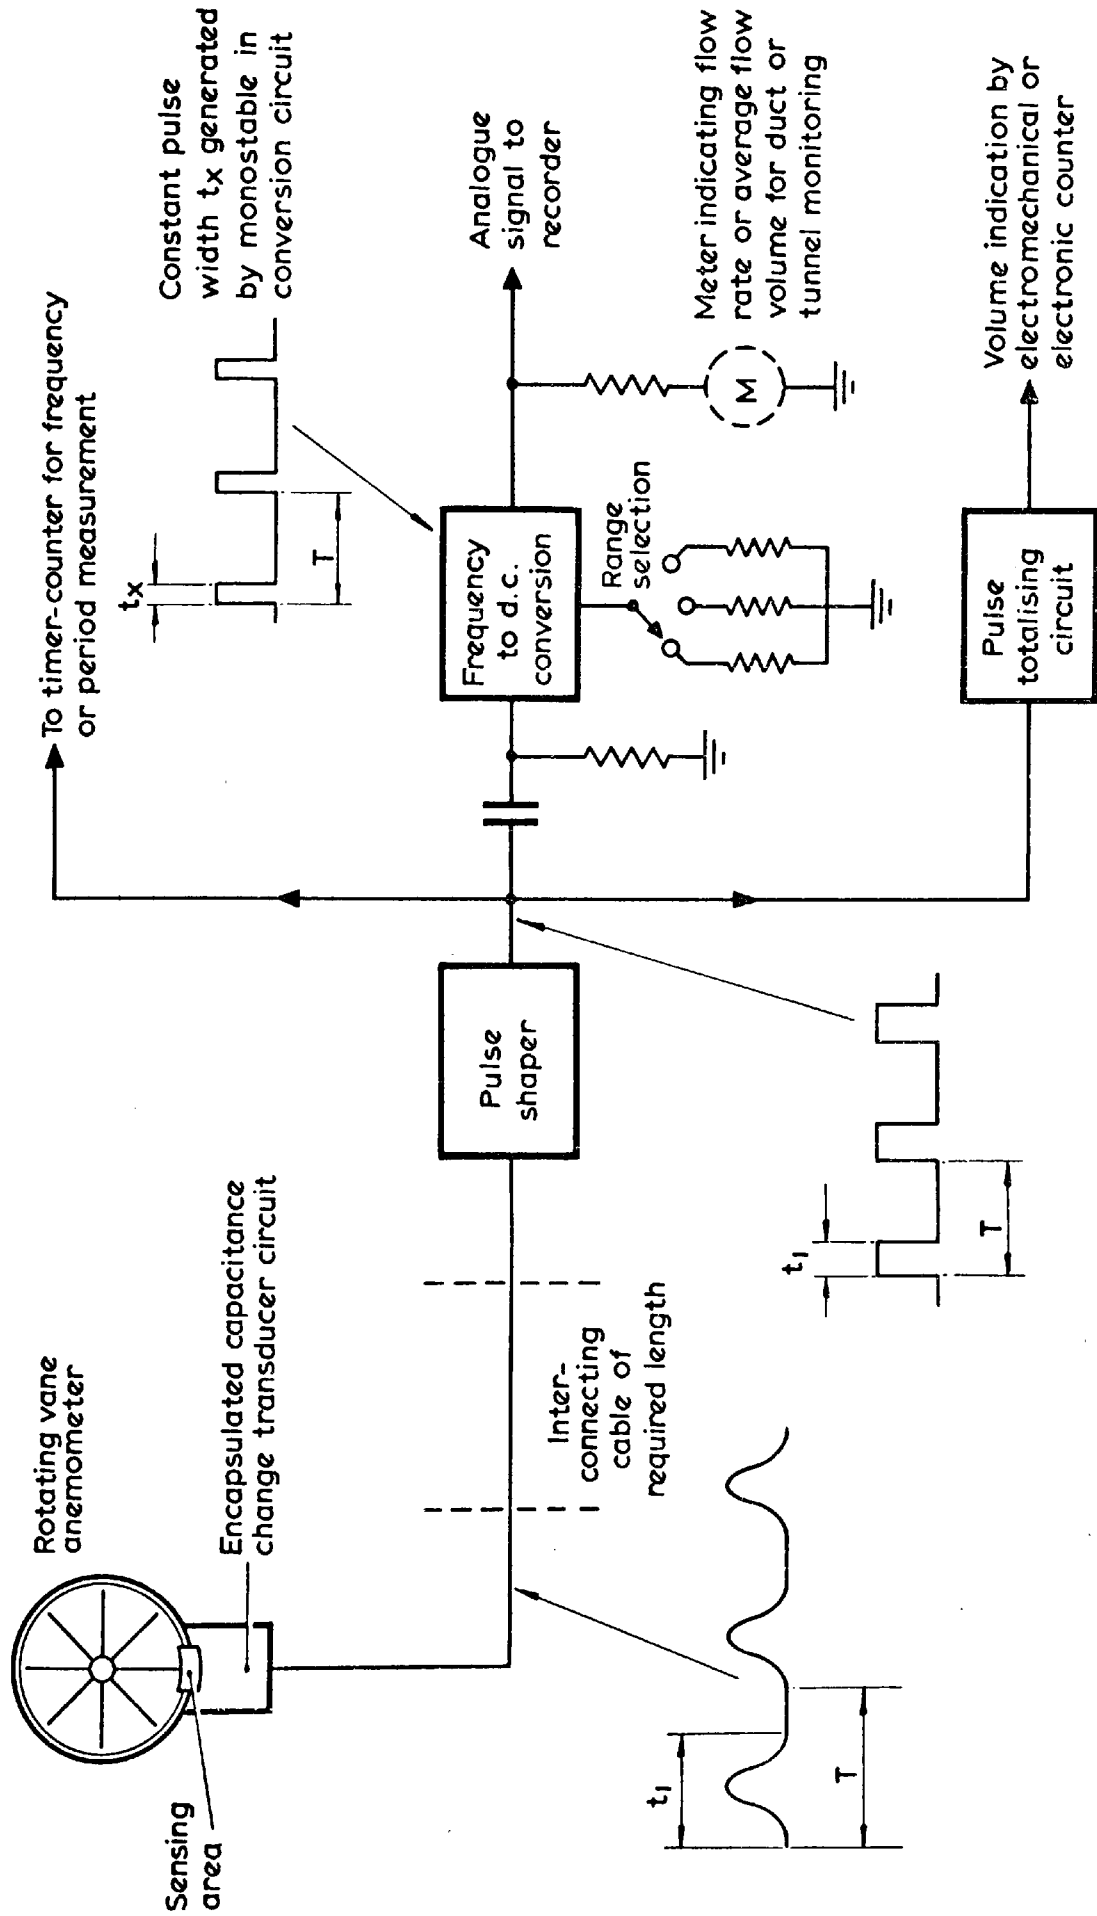 Rotating vane
anemometer
Encapsulated capacitance
change transducer circuit
Sensing
area
Inter-
connecting
cable of
required length
t1
T
Pulse
shaper
t1
T
To timer-counter for frequency
or period measurement
tx
T
Constant pulse
width tx generated
by monostable in
conversion circuit
Frequency
to d.c.
conversion
Range
selection
Analogue
signal to
recorder
M
Meter indicating flow
rate or average flow
volume for duct or
tunnel monitoring
Pulse
totalising
circuit
Volume indication by
electromechanical or
electronic counter